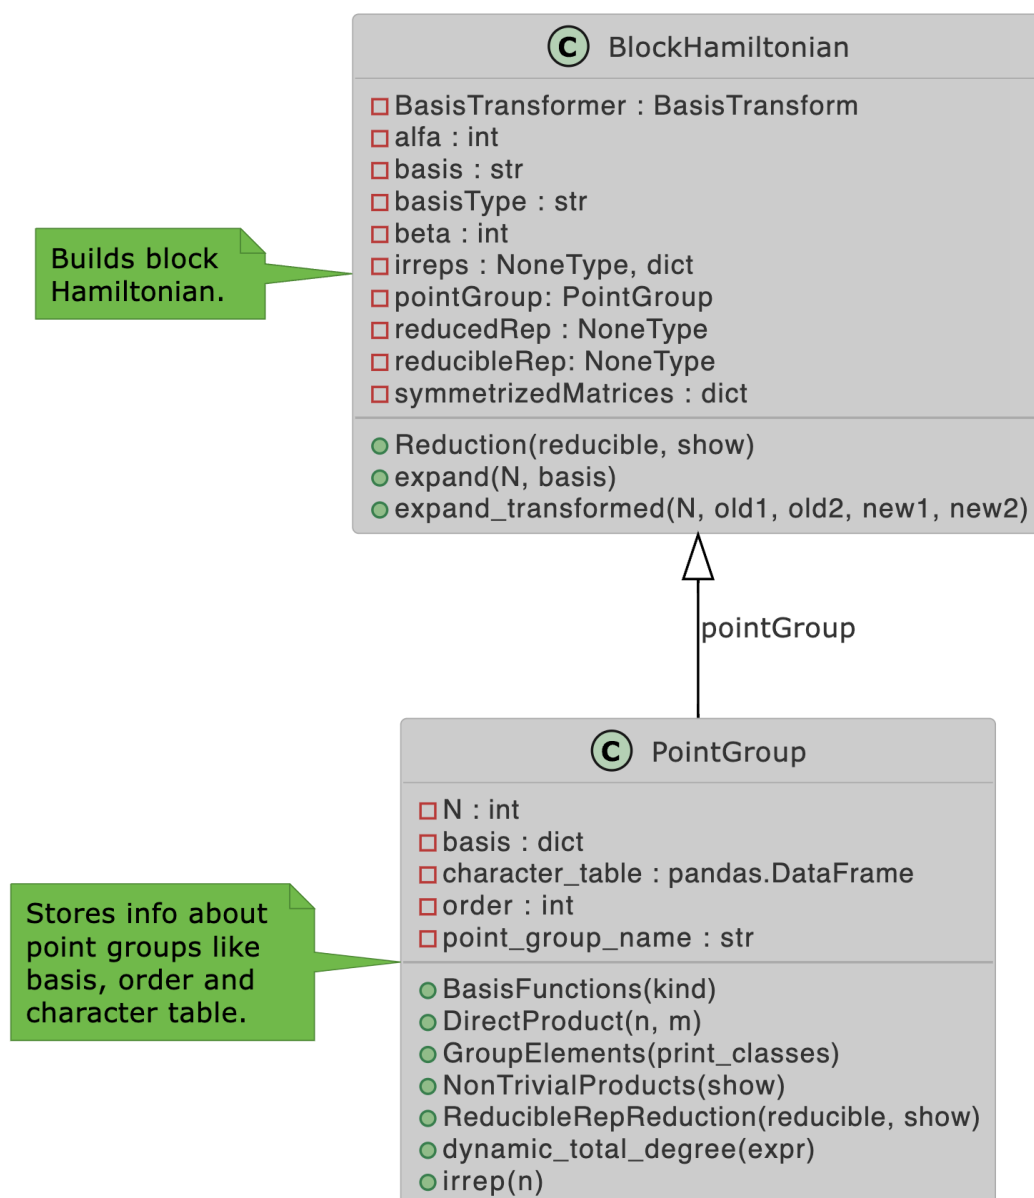 C BlockHamiltonian
BasisTransformer : BasisTransform
alfa : int
basis : str
basisType : str
beta : int
irreps : NoneType, dict
pointGroup: PointGroup
reducedRep : NoneType
reducibleRep: NoneType
symmetrizedMatrices : dict
Reduction(reducible, show)
expand(N, basis)
expand_transformed(N, old1, old2, new1, new2)
Builds block
Hamiltonian.
pointGroup
C PointGroup
N : int
basis : dict
character_table : pandas.DataFrame
order : int
point_group_name : str
BasisFunctions(kind)
DirectProduct(n, m)
GroupElements(print_classes)
NonTrivialProducts(show)
ReducibleRepReduction(reducible, show)
dynamic_total_degree(expr)
irrep(n)
Stores info about
point groups like
basis, order and
character table.